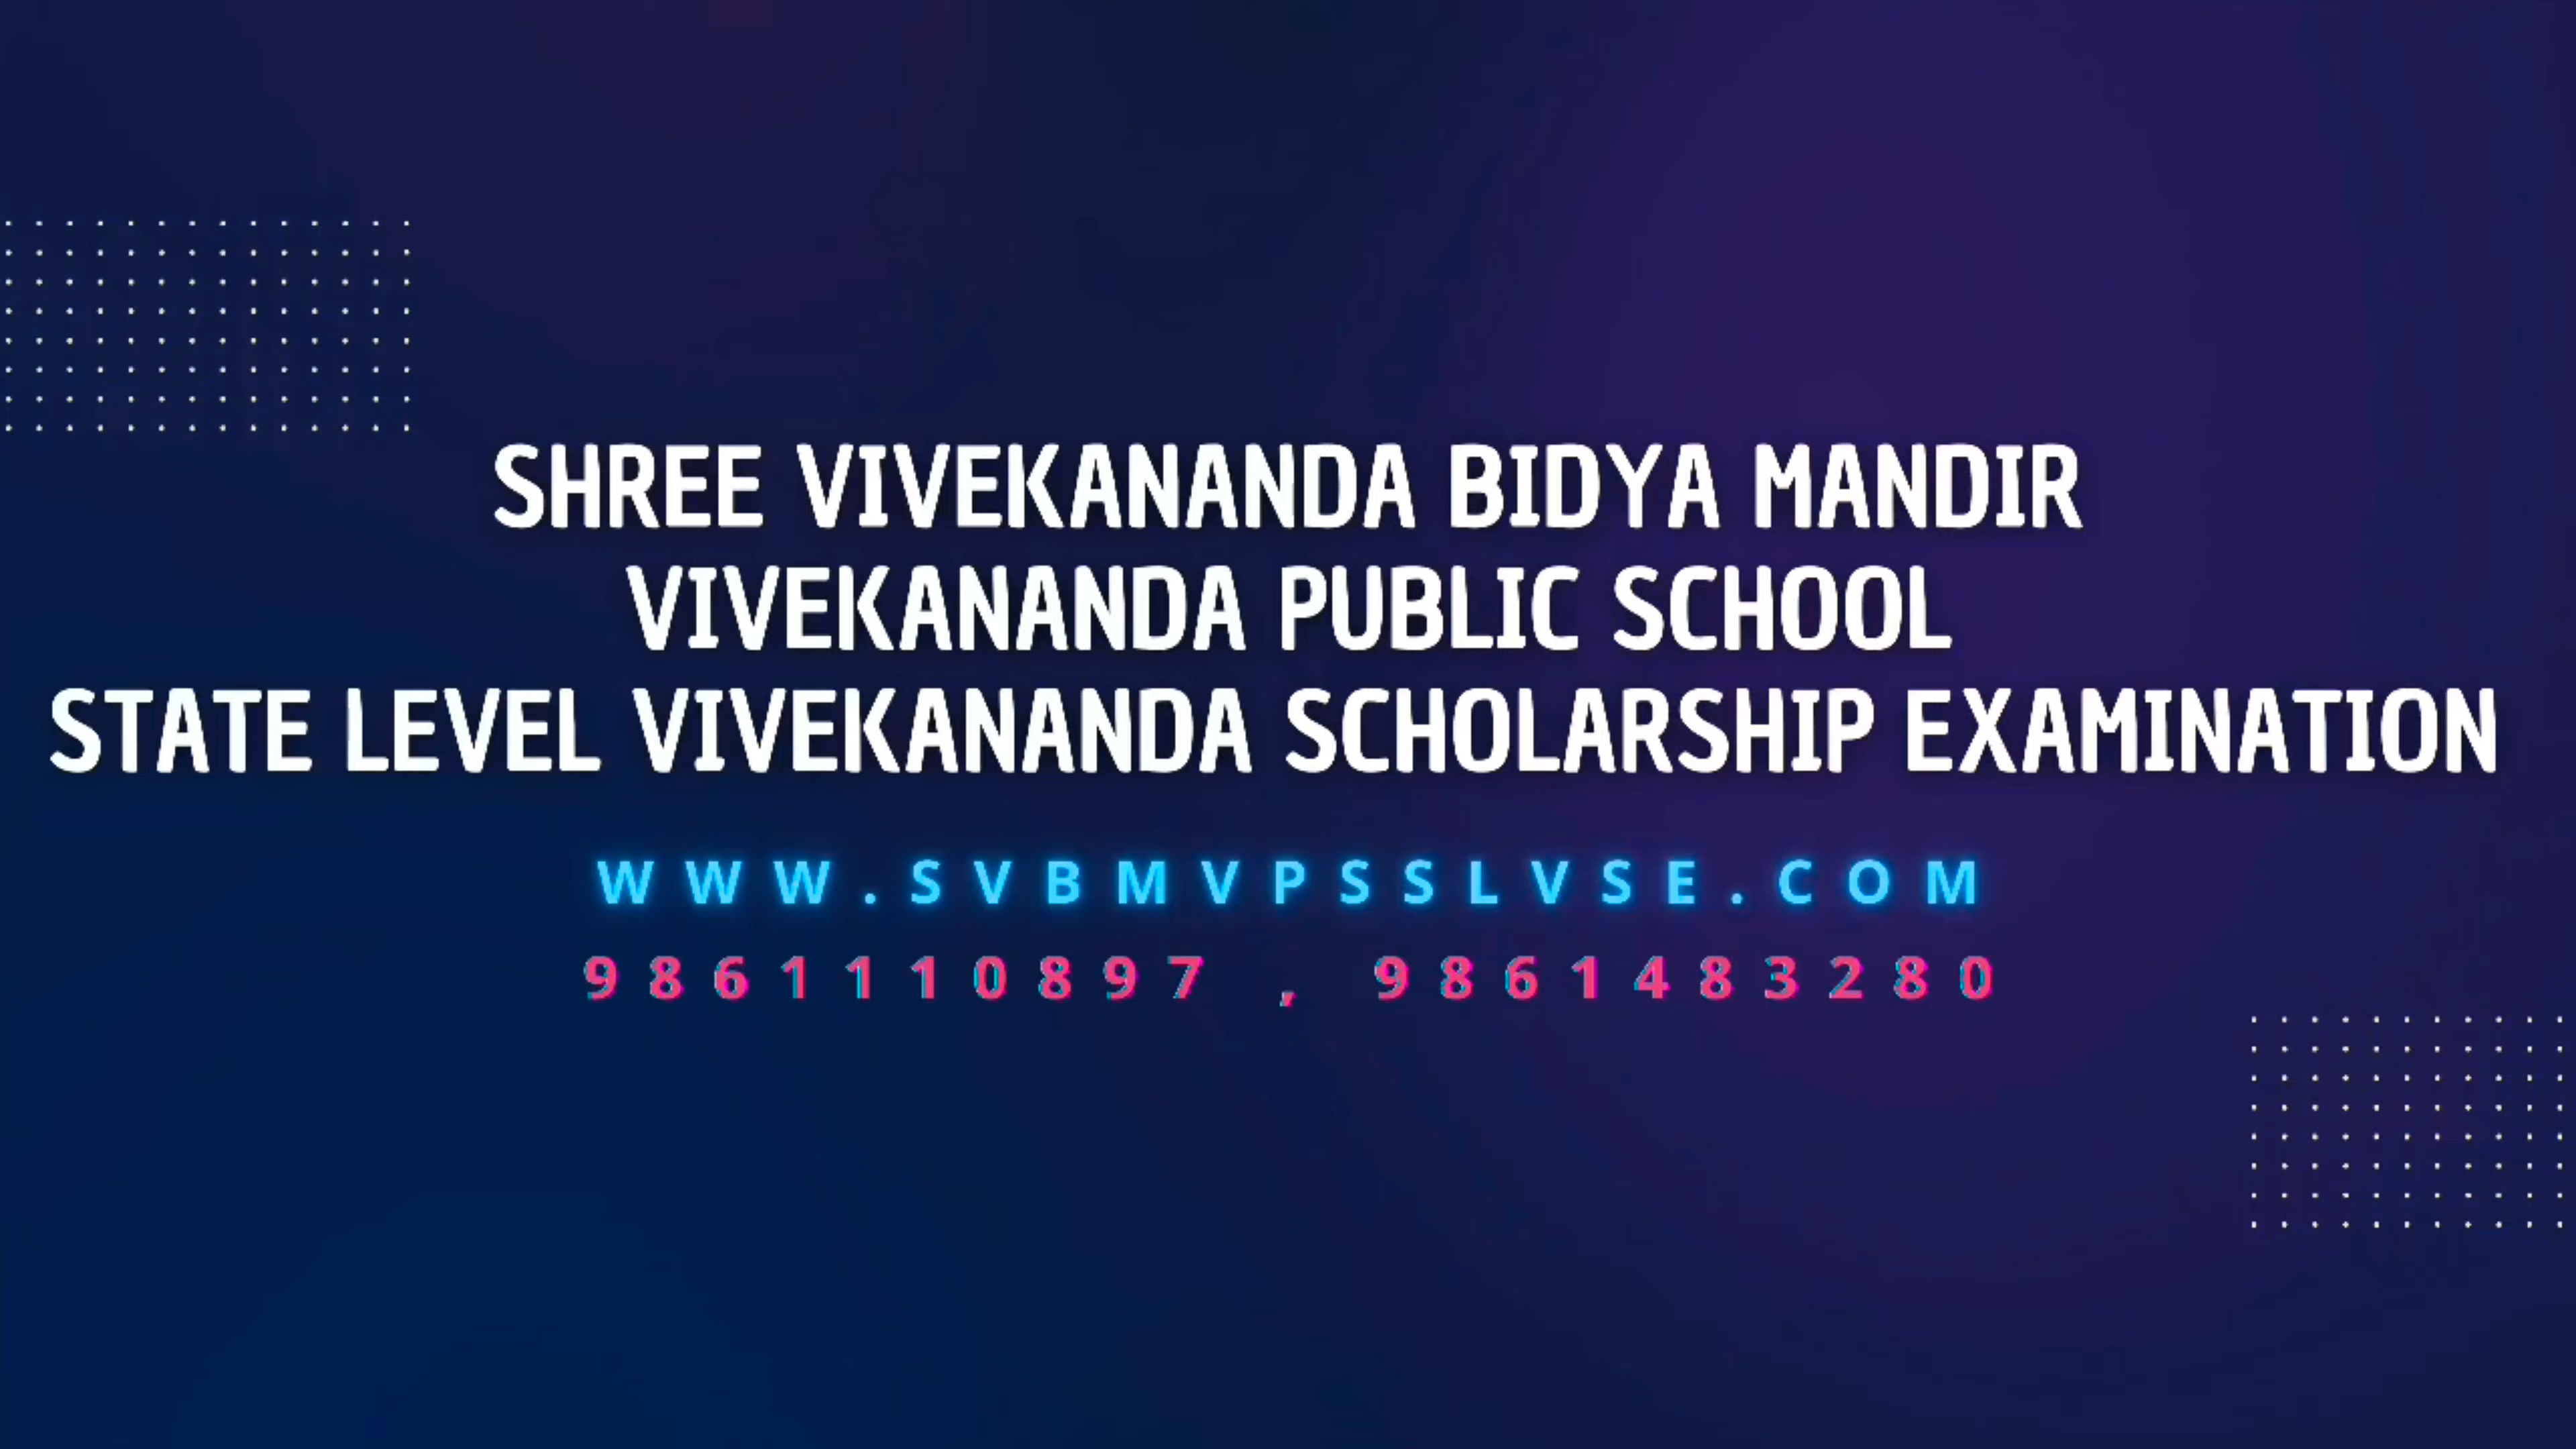 SHREE VIVEKANANDA BIDYA MANDIR
VIVEKANANDA PUBLIC SCHOOL
STATE LEVEL VIVEKANANDA SCHOLARSHIP EXAMINATION
WWW.SVBMVPSSLVSE.COM
9861110897 , 9861483280